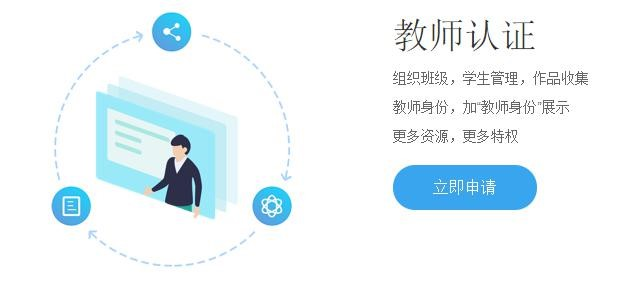 教师认证
组织班级，学生管理，作品收集
教师身份，加“教师身份”展示
更多资源，更多特权
立即申请